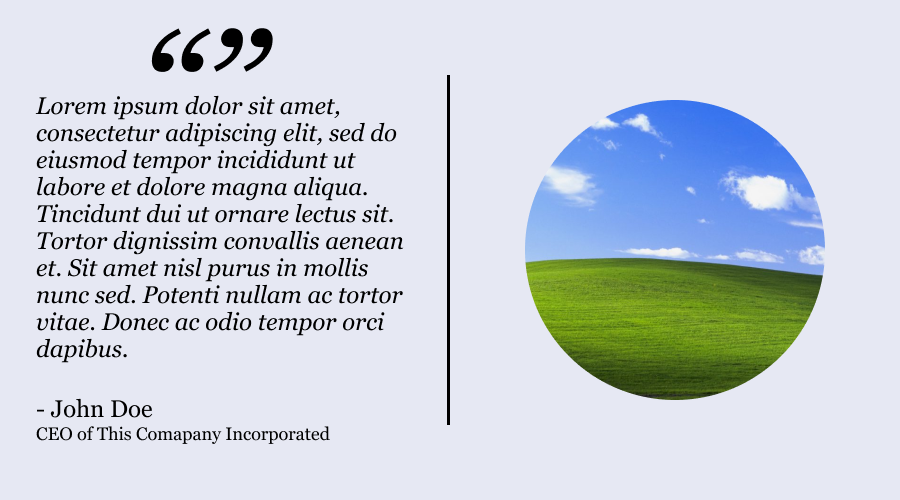 “”
Lorem ipsum dolor sit amet,
consectetur adipiscing elit, sed do
eiusmod tempor incididunt ut
labore et dolore magna aliqua.
Tincidunt dui ut ornare lectus sit.
Tortor dignissim convallis aenean
et. Sit amet nisl purus in mollis
nunc sed. Potenti nullam ac tortor
vitae. Donec ac odio tempor orci
dapibus.
- John Doe
CEO of This Comapany Incorporated